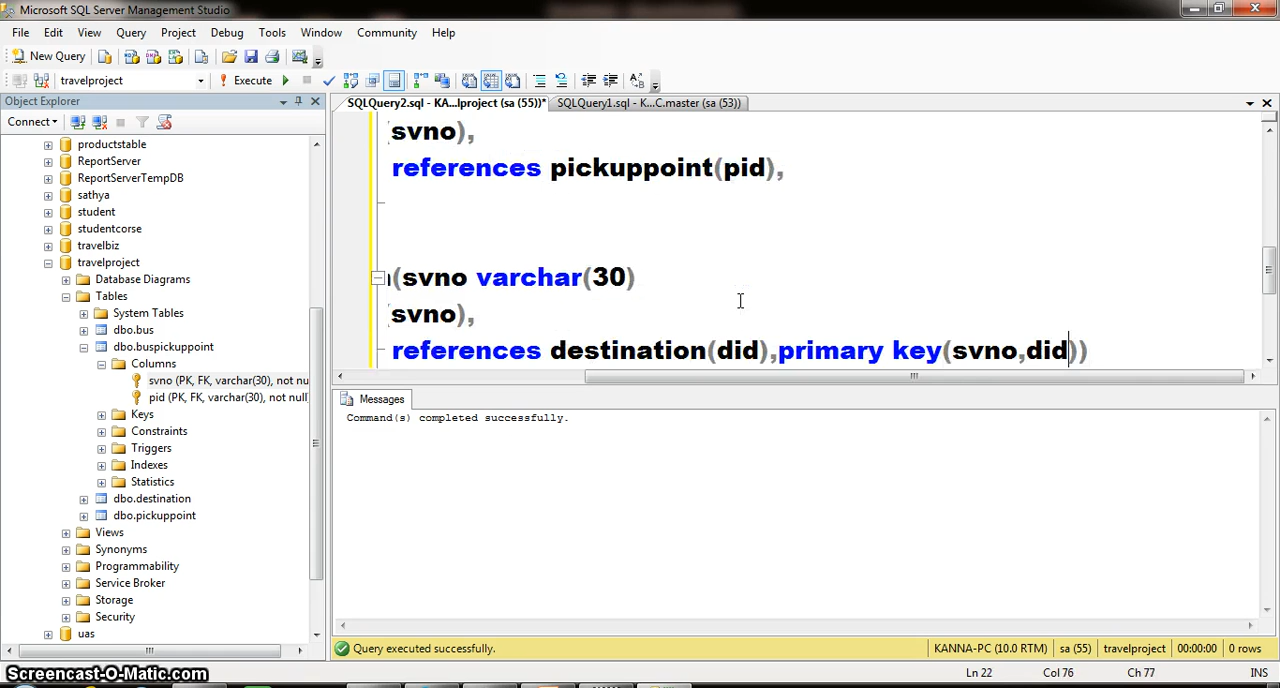 Microsoft SQL Server Management Studio
File Edit View Query Project Debug Tools Window Community Help
New Query
travelproject Execute
Object Explorer
SQLQuery2.sql - KA...lproject (sa (55))* SQLQuery1.sql - K...C.master (sa (53))
Connect
productstable
ReportServer
ReportServerTempDB
sathya
student
studentcorse
travelbiz
travelproject
Database Diagrams
Tables
System Tables
dbo.bus
dbo.buspickuppoint
Columns
svno (PK, FK, varchar(30), not nu
pid (PK, FK, varchar(30), not null
Keys
Constraints
Triggers
Indexes
Statistics
dbo.destination
dbo.pickuppoint
Views
Synonyms
Programmability
Service Broker
Storage
Security
uas
(svno),
references pickuppoint(pid),
(svno varchar(30)
(svno),
references destination(did),primary key(svno,did))
Messages
Command(s) completed successfully.
Query executed successfully. KANNA-PC (10.0 RTM) sa (55) travelproject 00:00:00 0 rows
Ln 22 Col 76 Ch 77 INS
Screencast-O-Matic.com